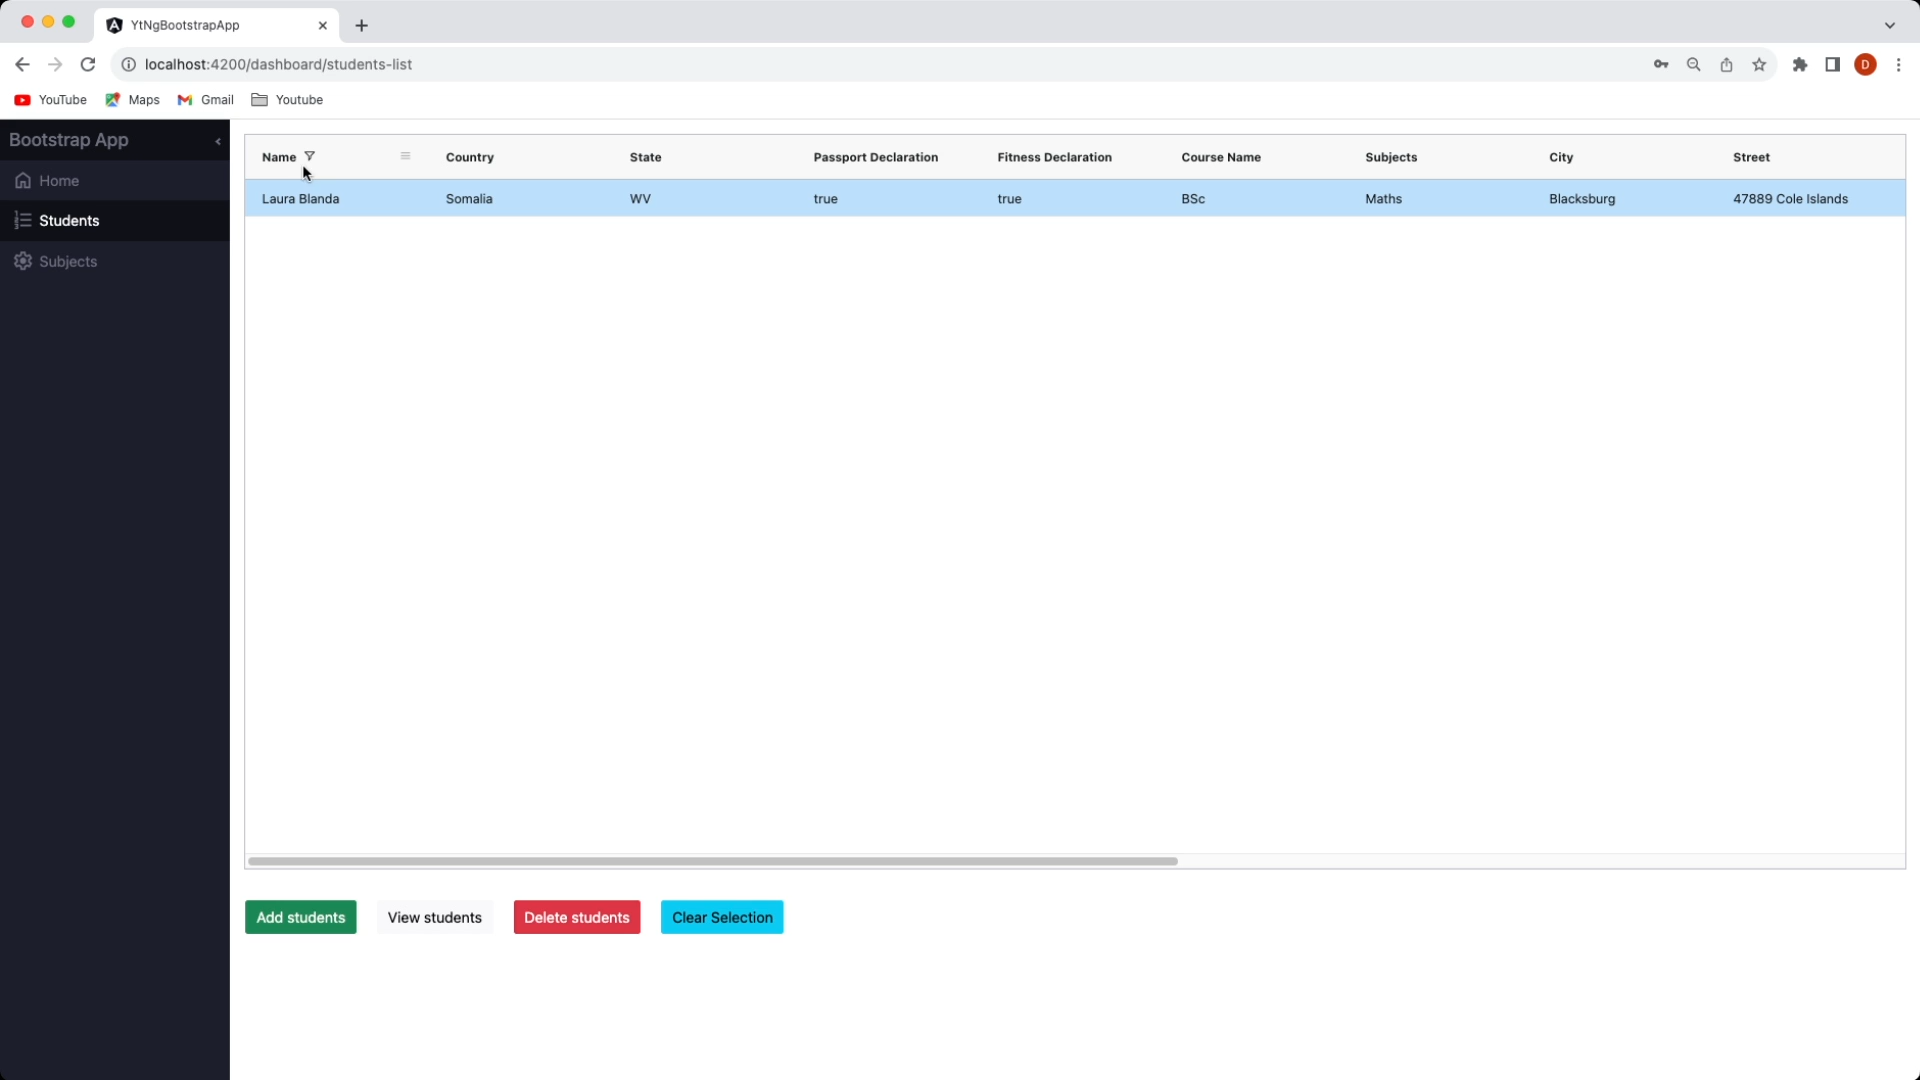 YtNgBootstrapApp
localhost:4200/dashboard/students-list
D
YouTube Maps Gmail Youtube
Bootstrap App
Home
Students
Subjects
Name Country State Passport Declaration Fitness Declaration Course Name Subjects City Street
Laura Blanda Somalia WV true true BSc Maths Blacksburg 47889 Cole Islands
Add students View students Delete students Clear Selection